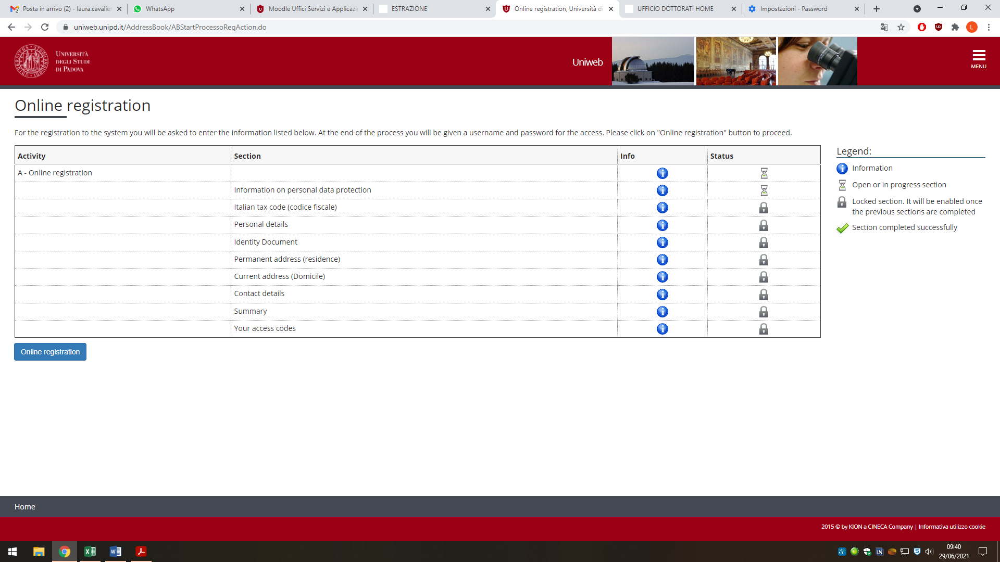 Posta in arrivo (2) - laura.cavalier
WhatsApp
Moodle Uffici Servizi e Applicazi
ESTRAZIONE
Online registration, Università di
UFFICIO DOTTORATI HOME
Impostazioni - Password
uniweb.unipd.it/AddressBook/ABStartProcessoRegAction.do
L
UNIVERSITÀ
DEGLI STUDI
DI PADOVA
Uniweb
MENU
Online registration
For the registration to the system you will be asked to enter the information listed below. At the end of the process you will be given a username and password for the access. Please click on "Online registration" button to proceed.
Activity Section Info Status
A - Online registration
Information on personal data protection
Italian tax code (codice fiscale)
Personal details
Identity Document
Permanent address (residence)
Current address (Domicile)
Contact details
Summary
Your access codes
Legend:
Information
Open or in progress section
Locked section. It will be enabled once
the previous sections are completed
Section completed successfully
Online registration
Home
2015 © by KION a CINECA Company | Informativa utilizzo cookie
09:40
29/06/2021